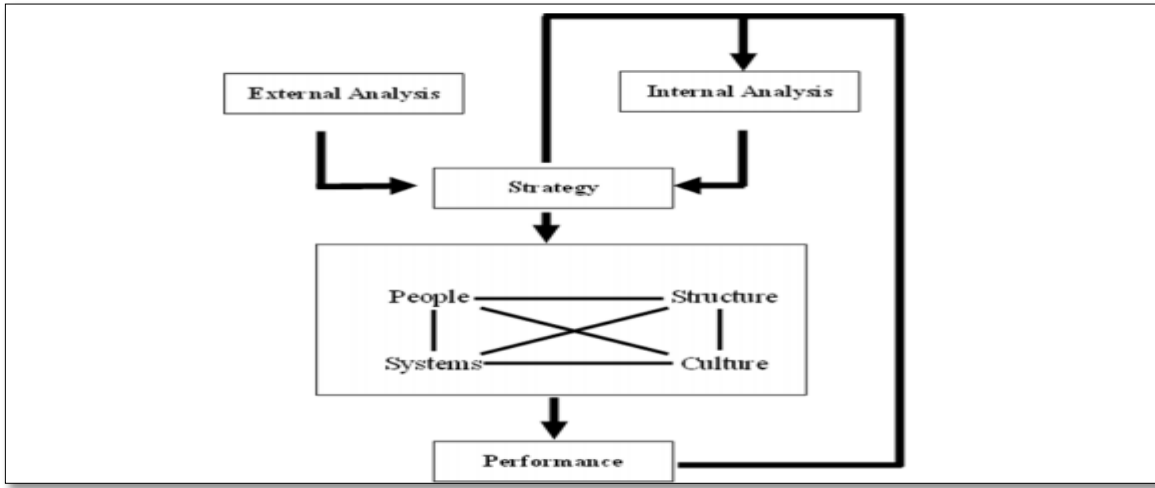 External Analysis
Internal Analysis
Strategy
People
Structure
Systems
Culture
Performance